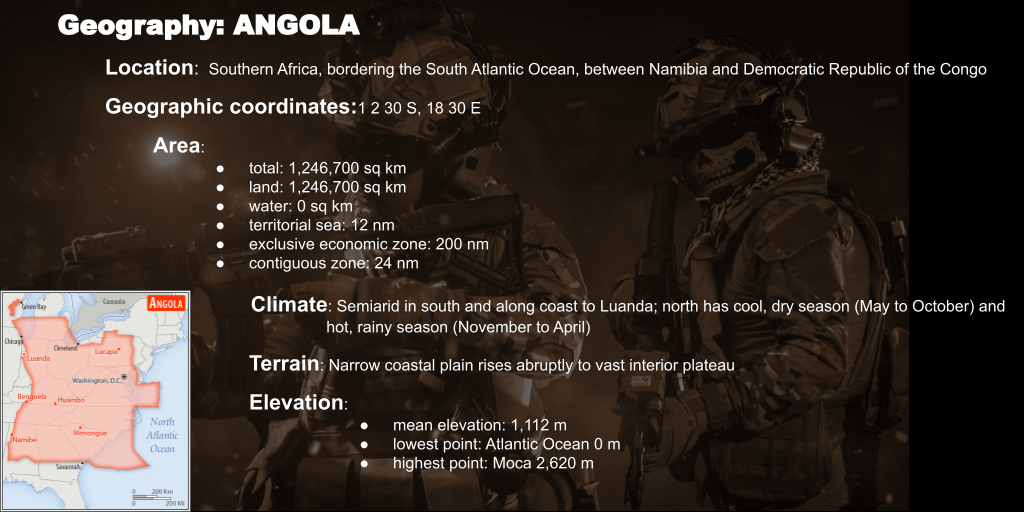 Geography: ANGOLA
Location: Southern Africa, bordering the South Atlantic Ocean, between Namibia and Democratic Republic of the Congo
Geographic coordinates:1 2 30 S, 18 30 E
Area:
● total: 1,246,700 sq km
● land: 1,246,700 sq km
● water: 0 sq km
● territorial sea: 12 nm
● exclusive economic zone: 200 nm
● contiguous zone: 24 nm
Climate: Semiarid in south and along coast to Luanda; north has cool, dry season (May to October) and
hot, rainy season (November to April)
Terrain: Narrow coastal plain rises abruptly to vast interior plateau
Elevation:
● mean elevation: 1,112 m
● lowest point: Atlantic Ocean 0 m
● highest point: Moca 2,620 m
ANGOLA
Canada
Green Bay
Chicago
Cleveland
Lucapa
Luanda
Washington, D.C.
Benguela
Huambo
North
Atlantic
Ocean
Menongue
Namibe
Savannah
0 200 Km
0 200 Mi